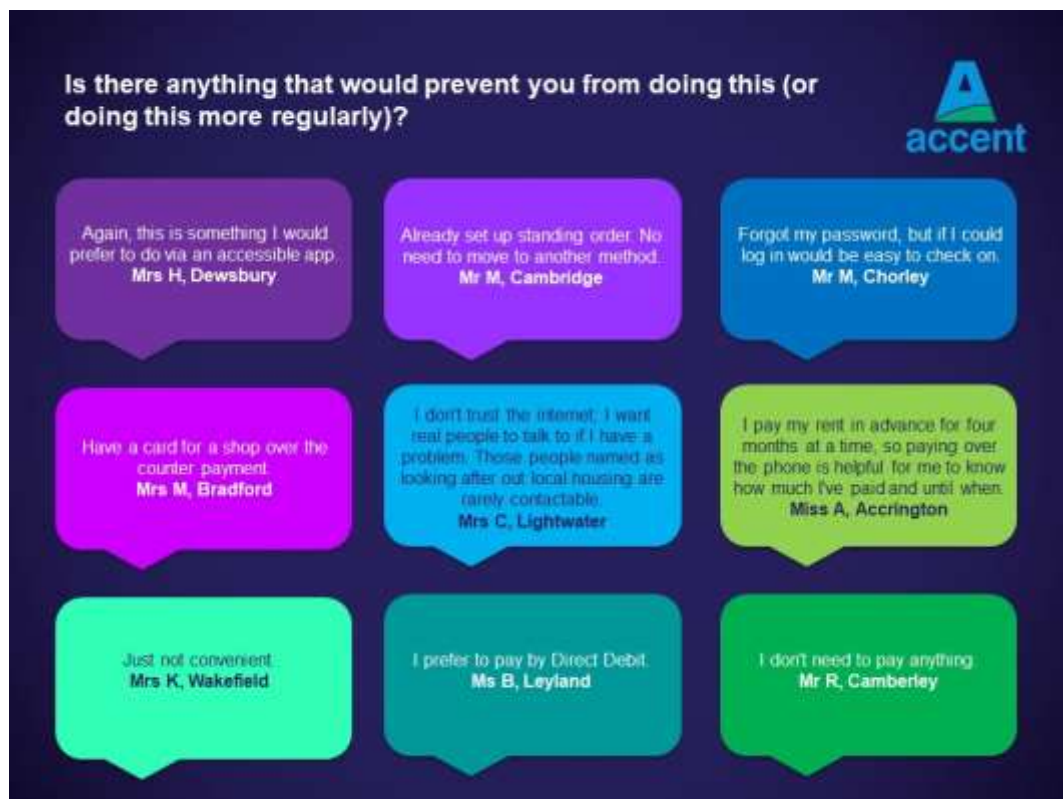 Is there anything that would prevent you from doing this (or
doing this more regularly)?
accent
Again, this is something I would
prefer to do via an accessible app.
Mrs H, Dewsbury
Already set up standing order. No
need to move to another method.
Mr M, Cambridge
Forgot my password, but if I could
log in would be easy to check on.
Mr M, Chorley
Have a card for a shop over the
counter payment.
Mrs M, Bradford
I don't trust the internet; I want
real people to talk to if I have a
problem. Those people named as
looking after out local housing are
rarely contactable.
Mrs C, Lightwater
I pay my rent in advance for four
months at a time, so paying over
the phone is helpful for me to know
how much I've paid and until when.
Miss A, Accrington
Just not convenient.
Mrs K, Wakefield
I prefer to pay by Direct Debit.
Ms B, Leyland
I don't need to pay anything.
Mr R, Camberley